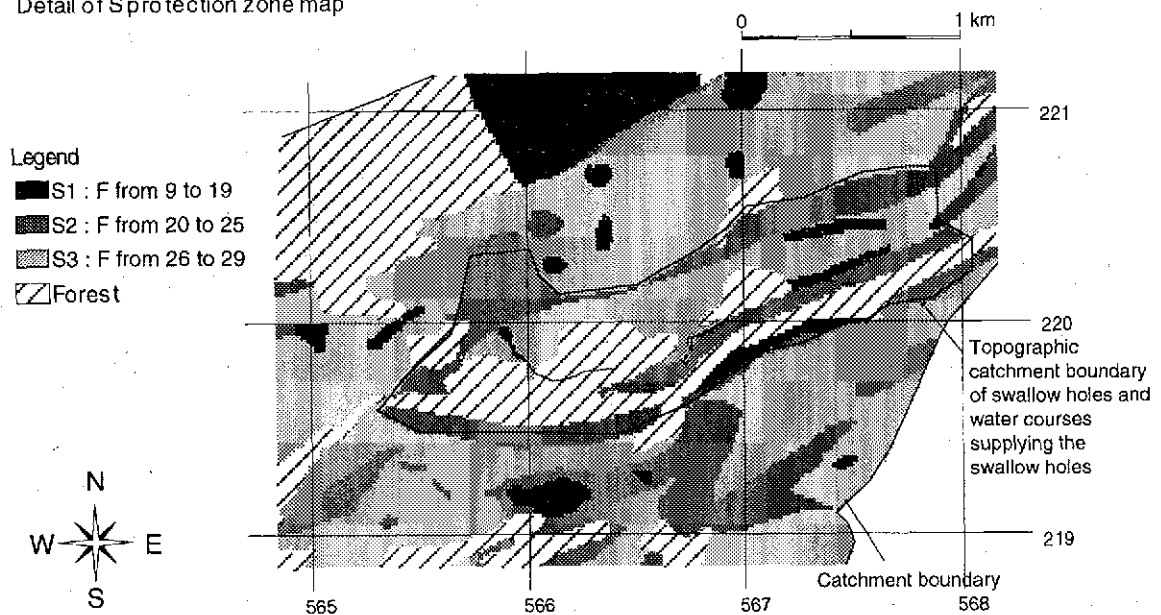 Detail of S protection zone map
0 1 km
Legend
S1 : F from 9 to 19
S2 : F from 20 to 25
S3 : F from 26 to 29
Forest
221
220
Topographic
catchment boundary
of swallow holes and
water courses
supplying the
swallow holes
219
Catchment boundary
N
W E
S
565 566 567 568